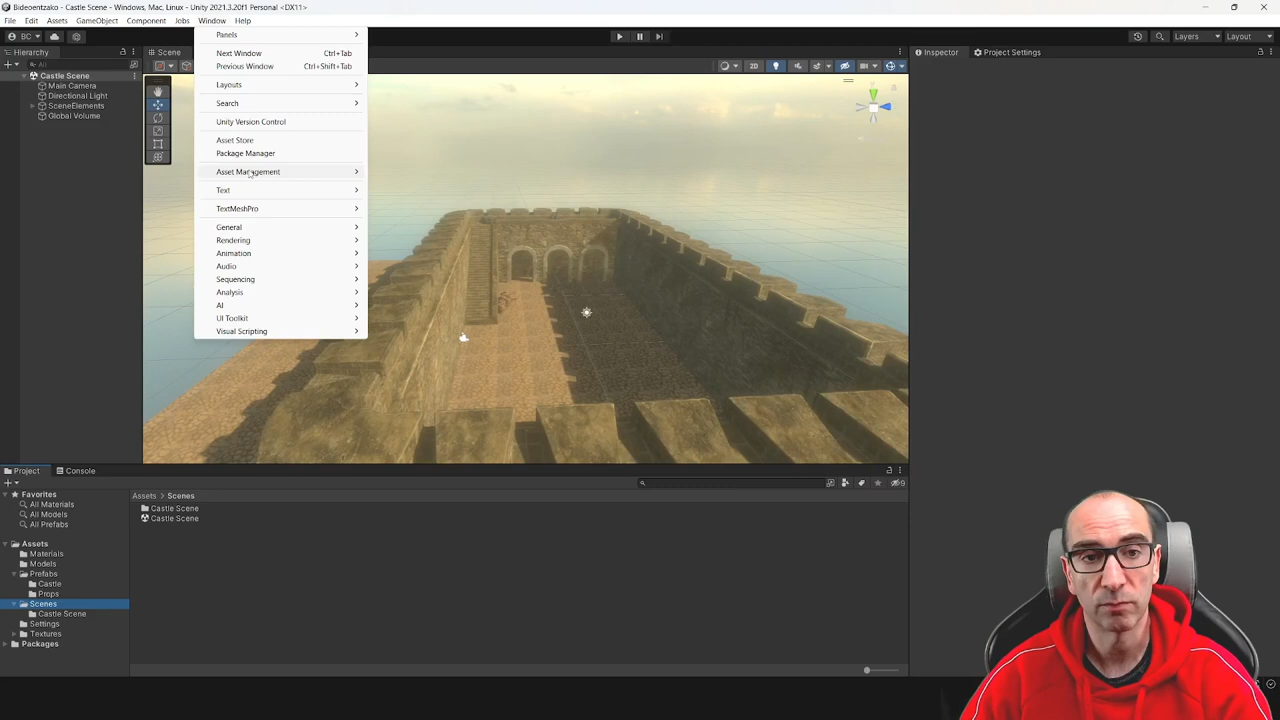 Bideoentzako - Castle Scene - Windows, Mac, Linux - Unity 2021.3.20f1 Personal <DX11>
File Edit Assets GameObject Component Jobs Window Help
BC
Layers
Layout
Hierarchy
All
Castle Scene
Main Camera
Directional Light
SceneElements
Global Volume
Scene
2D
Panels
Next Window Ctrl+Tab
Previous Window Ctrl+Shift+Tab
Layouts
Search
Unity Version Control
Asset Store
Package Manager
Asset Management
Text
TextMeshPro
General
Rendering
Animation
Audio
Sequencing
Analysis
AI
UI Toolkit
Visual Scripting
Inspector
Project Settings
Project
Console
9
Favorites
All Materials
All Models
All Prefabs
Assets
Materials
Models
Prefabs
Castle
Props
Scenes
Castle Scene
Settings
Textures
Packages
Assets > Scenes
Castle Scene
Castle Scene